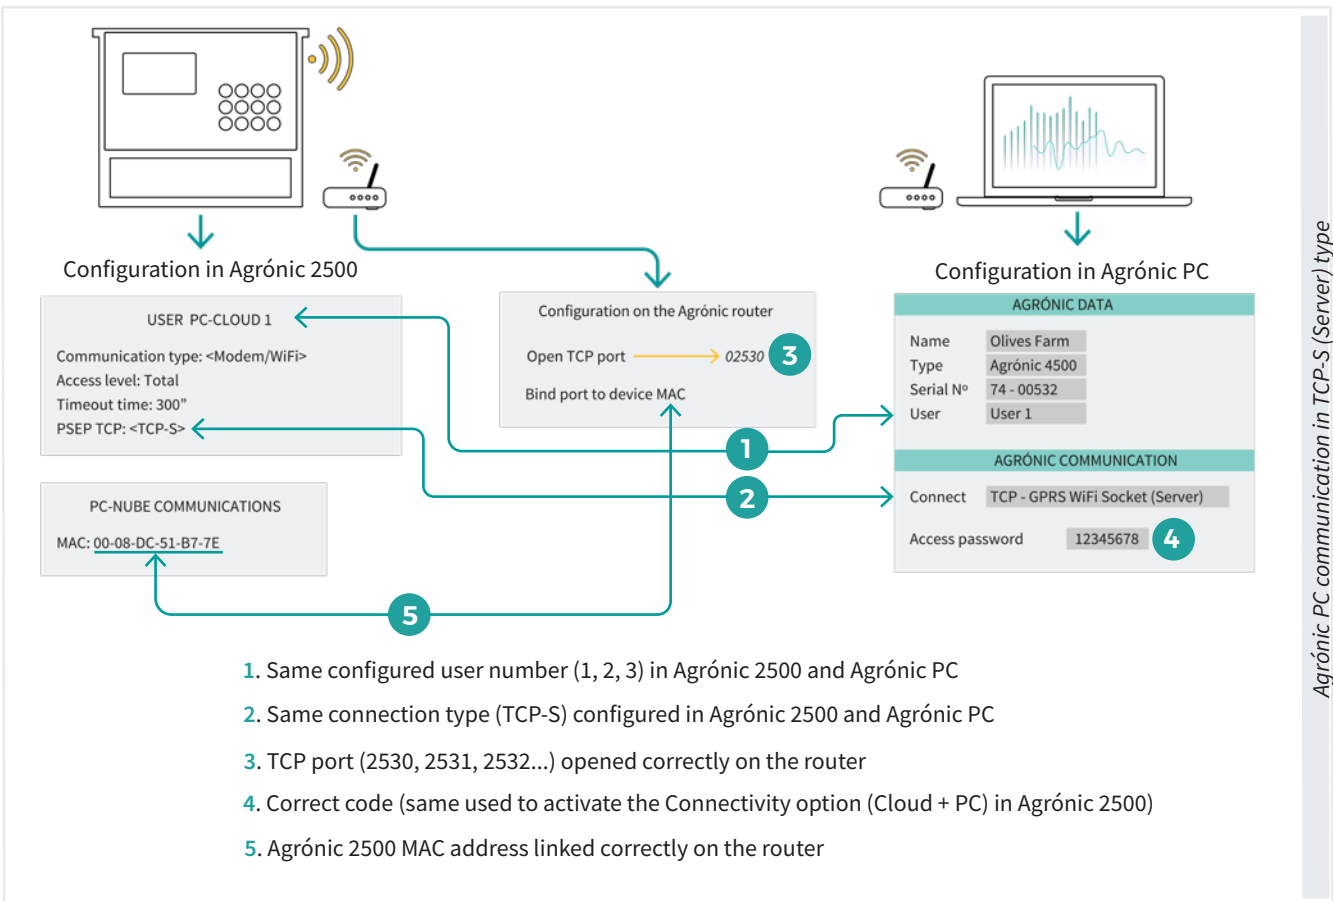 Configuration in Agrónic 2500
USER PC-CLOUD 1
Communication type: <Modem/WiFi>
Access level: Total
Timeout time: 300”
PSEP TCP: <TCP-S>
PC-NUBE COMMUNICATIONS
MAC: 00-08-DC-51-B7-7E
Configuration on the Agrónic router
Open TCP port 02530 3
Bind port to device MAC
1
2
5
Configuration in Agrónic PC
AGRÓNIC DATA
Name Olives Farm
Type Agrónic 4500
Serial Nº 74 - 00532
User User 1
AGRÓNIC COMMUNICATION
Connect TCP - GPRS WiFi Socket (Server)
Access password 12345678 4
1. Same configured user number (1, 2, 3) in Agrónic 2500 and Agrónic PC
2. Same connection type (TCP-S) configured in Agrónic 2500 and Agrónic PC
3. TCP port (2530, 2531, 2532...) opened correctly on the router
4. Correct code (same used to activate the Connectivity option (Cloud + PC) in Agrónic 2500)
5. Agrónic 2500 MAC address linked correctly on the router
Agrónic PC communication in TCP-S (Server) type